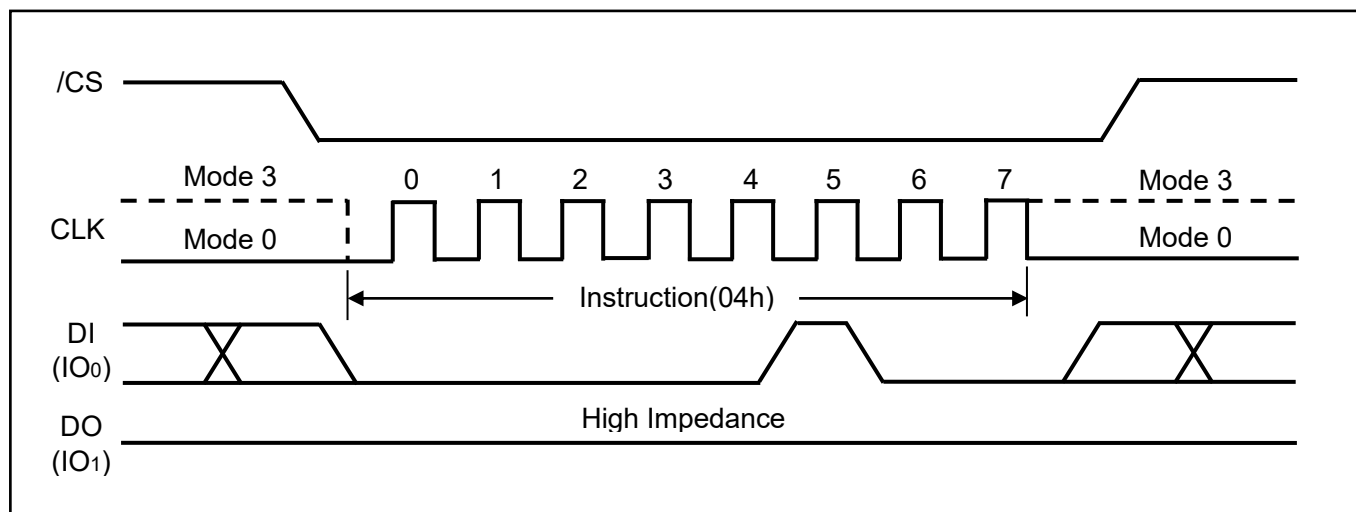 /CS
Mode 3 0 1 2 3 4 5 6 7 Mode 3
CLK
Mode 0 Mode 0
Instruction(04h)
DI
(IO0)
High Impedance
DO
(IO1)